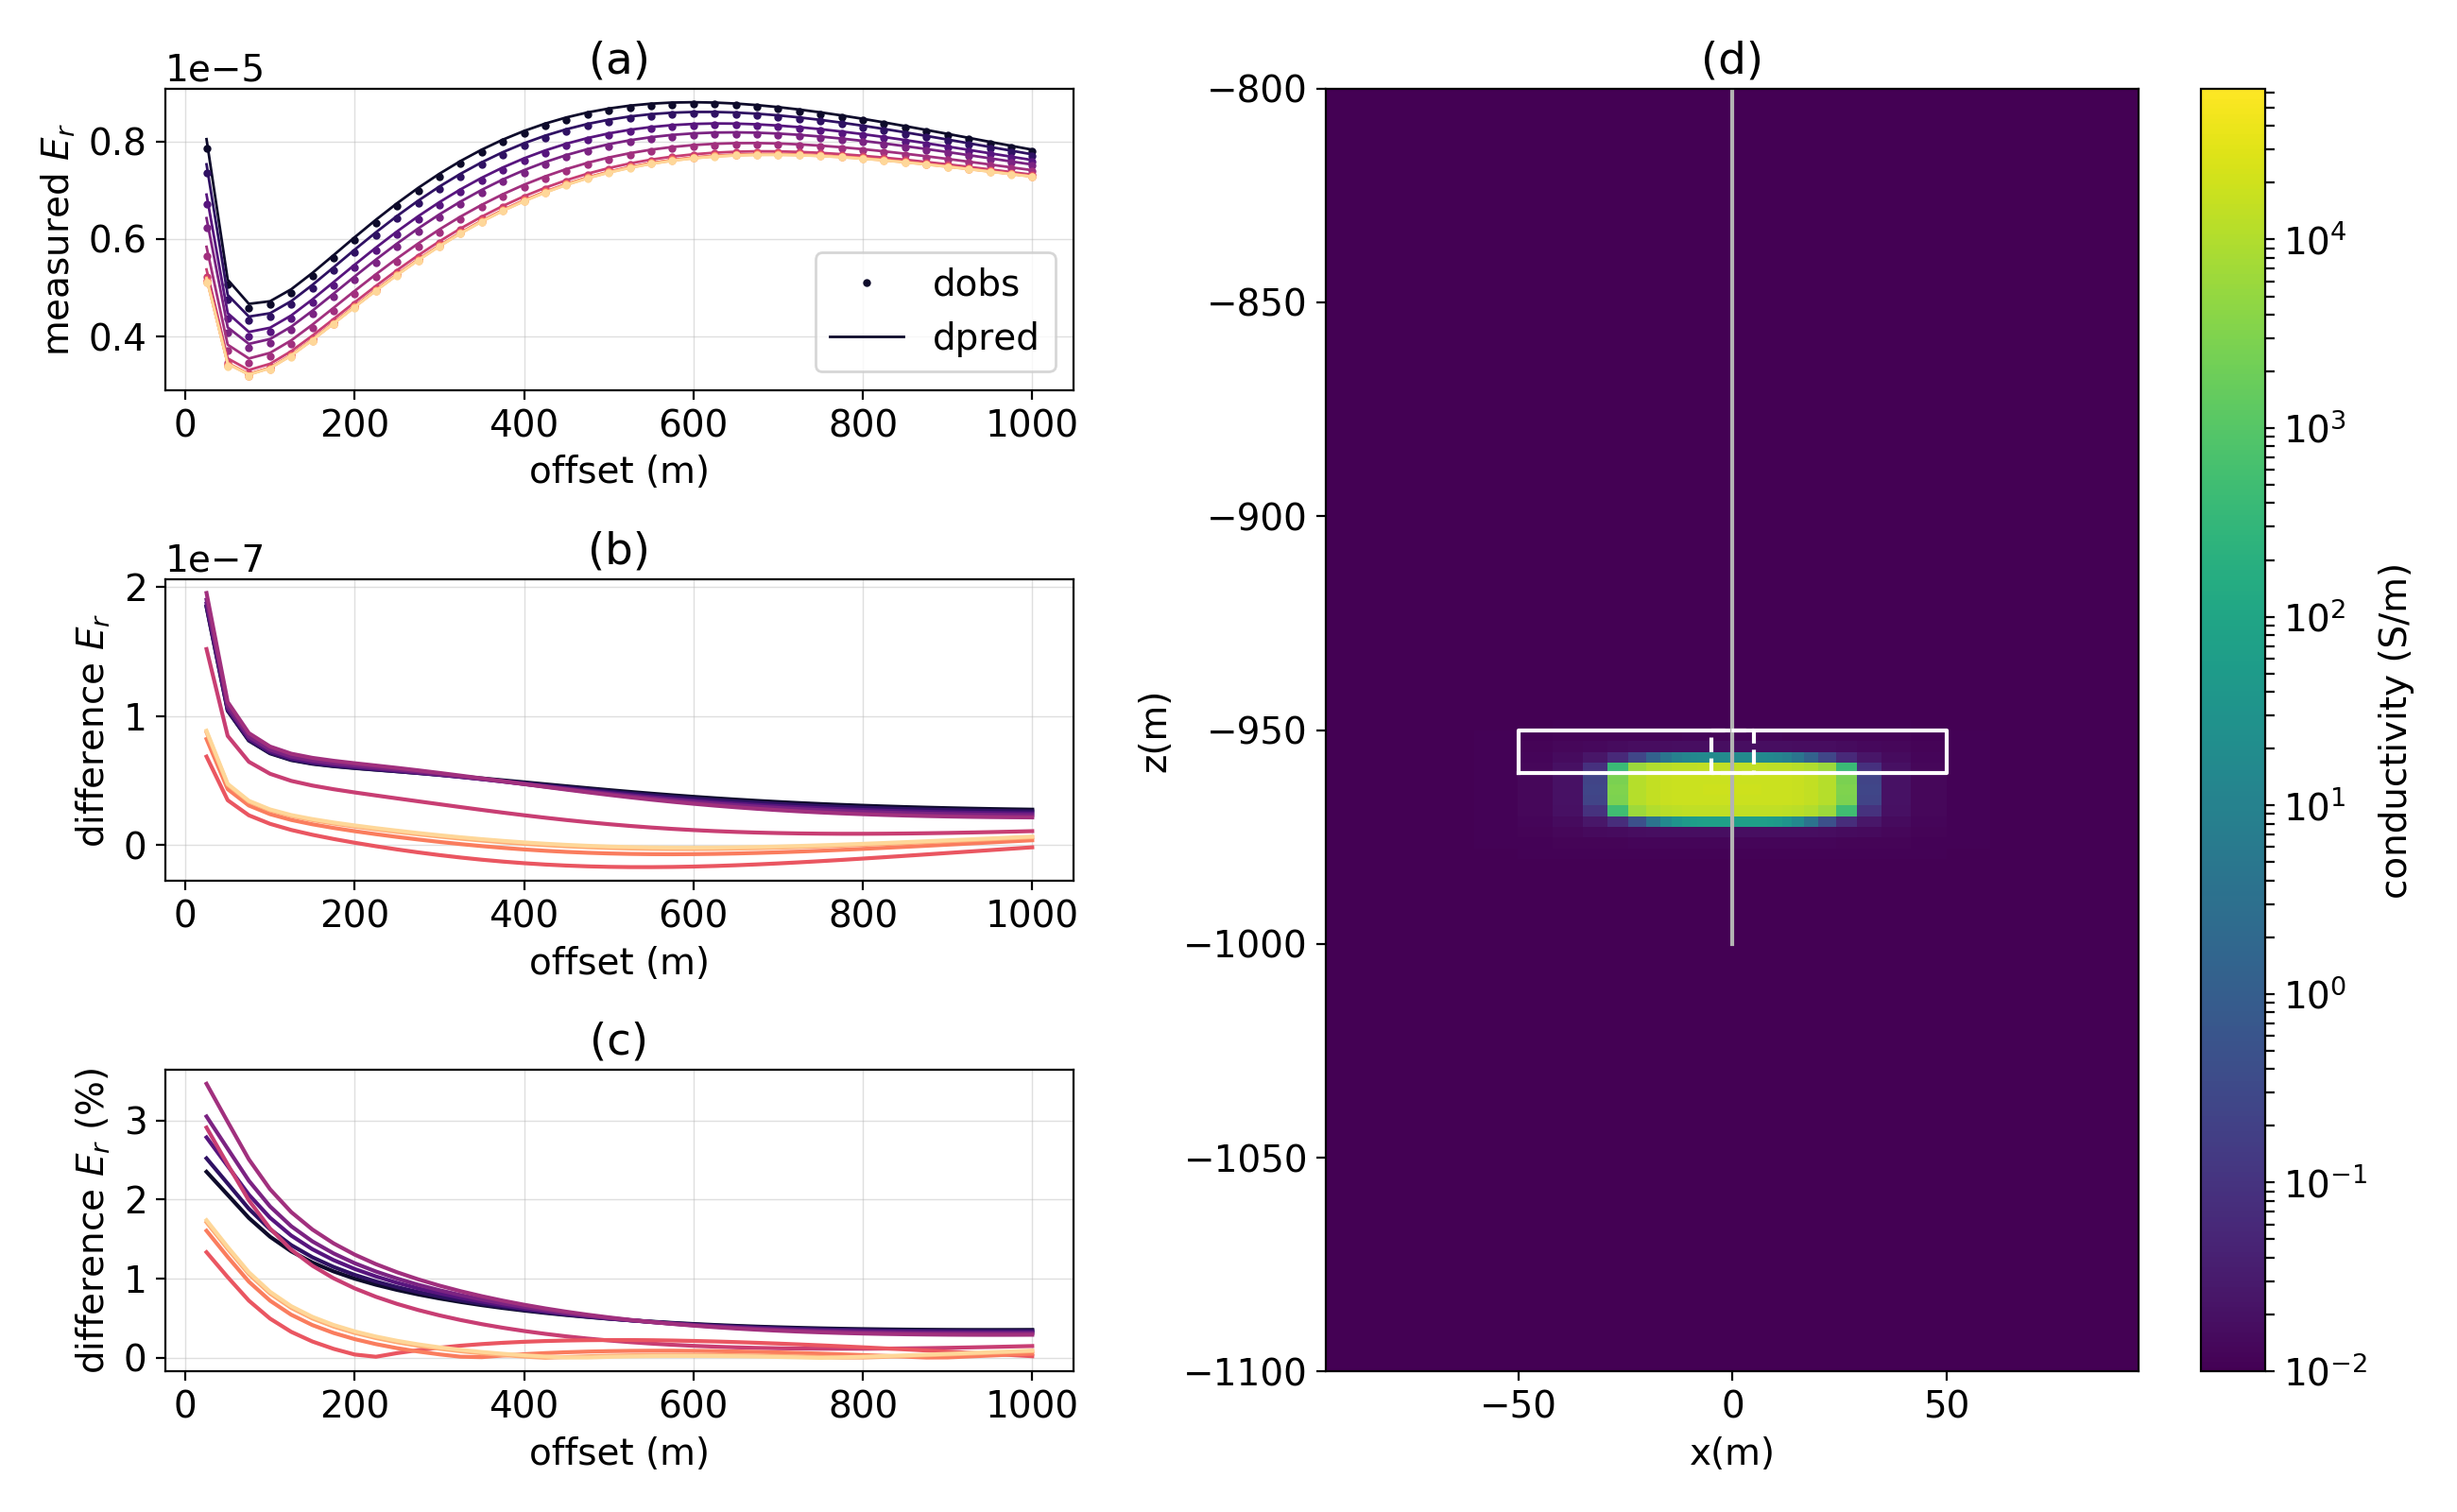 (a)
1e−5
measured E_r
0.8
0.6
0.4
dobs
dpred
0 200 400 600 800 1000
offset (m)
(b)
1e−7
difference E_r
2
1
0
0 200 400 600 800 1000
offset (m)
(c)
difference E_r (%)
3
2
1
0
0 200 400 600 800 1000
offset (m)
(d)
z(m)
−800
−850
−900
−950
−1000
−1050
−1100
−50 0 50
x(m)
10^4
10^3
10^2
10^1
10^0
10^−1
10^−2
conductivity (S/m)